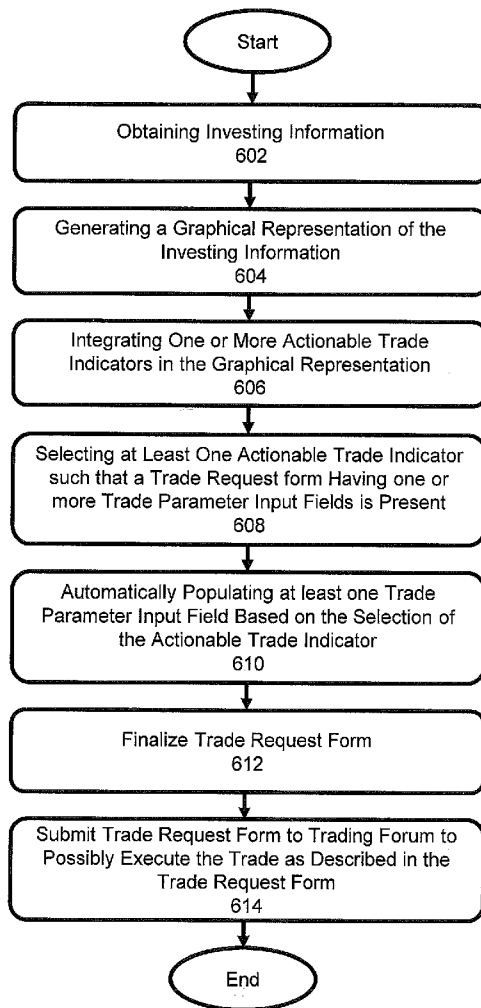 Start
Obtaining Investing Information
602
Generating a Graphical Representation of the
Investing Information
604
Integrating One or More Actionable Trade
Indicators in the Graphical Representation
606
Selecting at Least One Actionable Trade Indicator
such that a Trade Request form Having one or
more Trade Parameter Input Fields is Present
608
Automatically Populating at least one Trade
Parameter Input Field Based on the Selection of
the Actionable Trade Indicator
610
Finalize Trade Request Form
612
Submit Trade Request Form to Trading Forum to
Possibly Execute the Trade as Described in the
Trade Request Form
614
End